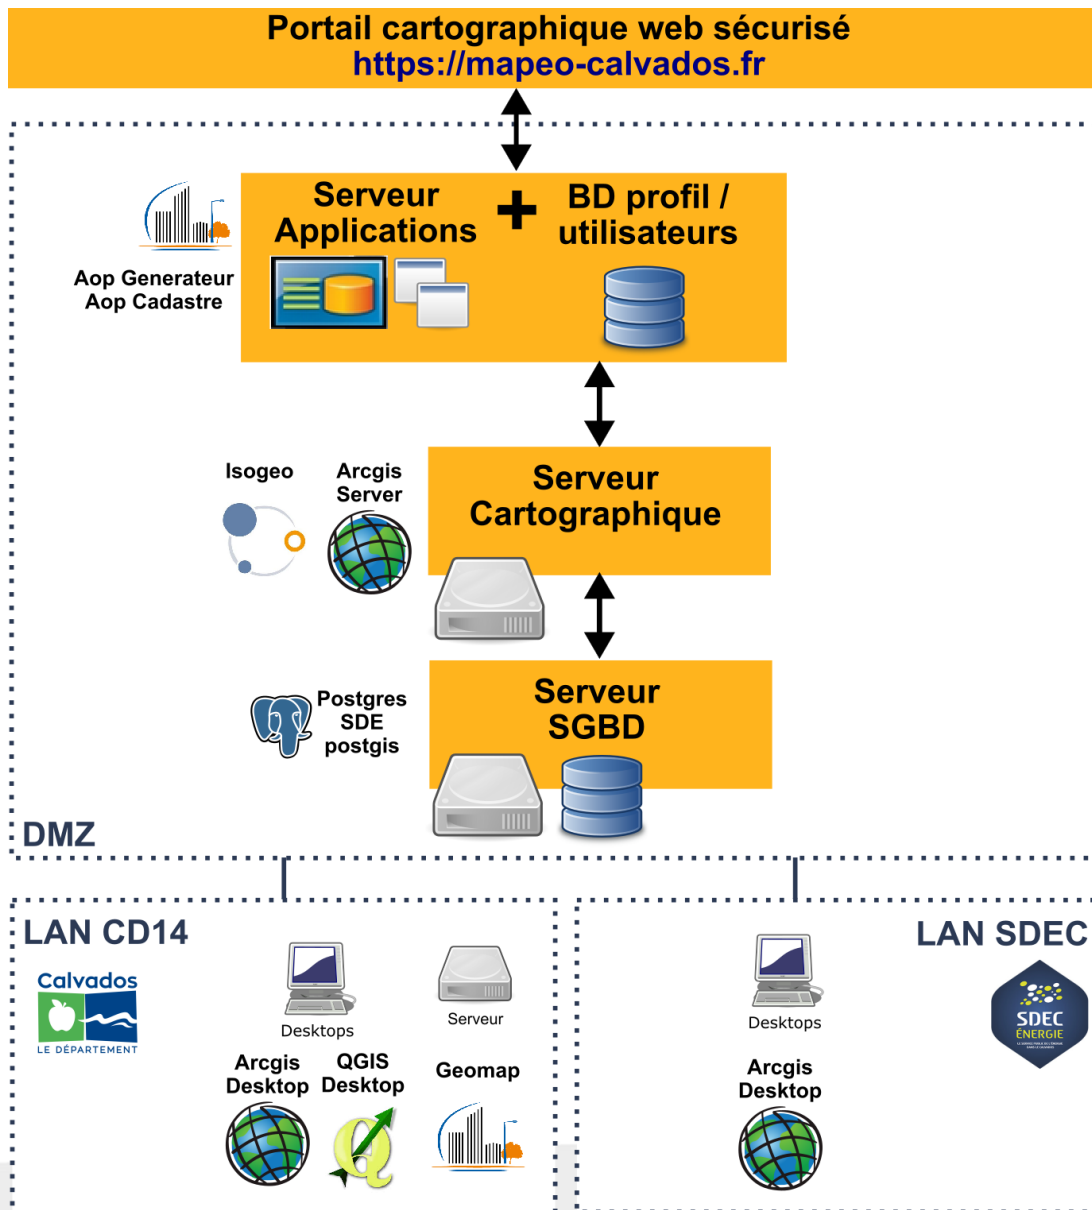 Portail cartographique web sécurisé
https://mapeo-calvados.fr
Serveur
Applications
+
BD profil /
utilisateurs
Aop Generateur
Aop Cadastre
Isogeo
Arcgis
Server
Serveur
Cartographique
Postgres
SDE
postgis
Serveur
SGBD
DMZ
LAN CD14
Calvados
LE DÉPARTEMENT
Desktops
Serveur
Arcgis
Desktop
QGIS
Desktop
Geomap
LAN SDEC
Desktops
SDEC
ÉNERGIE
Arcgis
Desktop